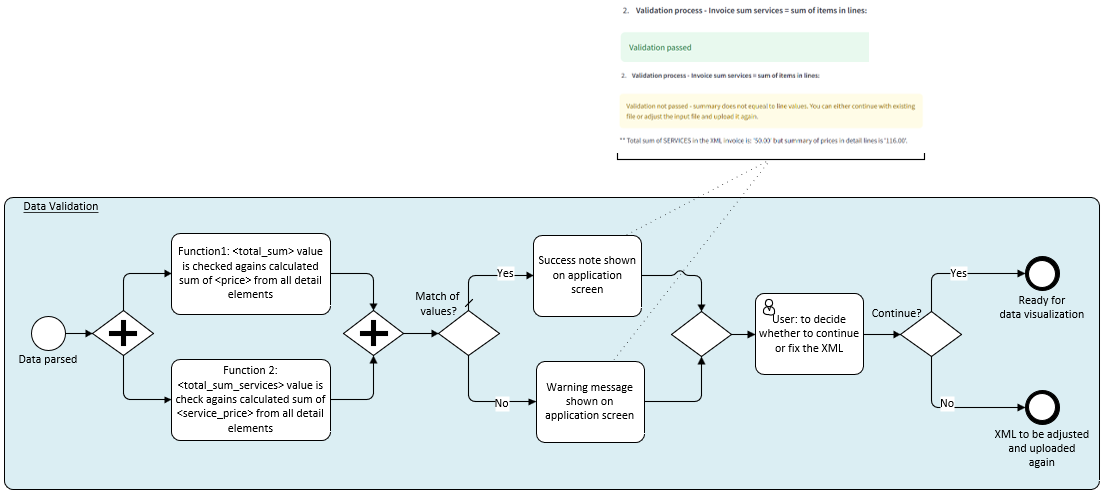 2. Validation process - Invoice sum services = sum of items in lines:
Validation passed
2. Validation process - Invoice sum services = sum of items in lines:
Validation not passed - summary does not equeal to line values. You can either continue with existing
file or adjust the input file and upload it again.
** Total sum of SERVICES in the XML invoice is: '50.00' but summary of prices in detail lines is '116.00'.
Data Validation
Data parsed
Function1: <total_sum> value
is checked agains calculated
sum of <price> from all detail
elements
Function 2:
<total_sum_services> value is
check agains calculated sum of
<service_price> from all detail
elements
Match of
values?
Yes
No
Success note shown
on application
screen
Warning message
shown on
application screen
User: to decide
whether to continue
or fix the XML
Continue?
Yes
No
Ready for
data visualization
XML to be adjusted
and uploaded
again